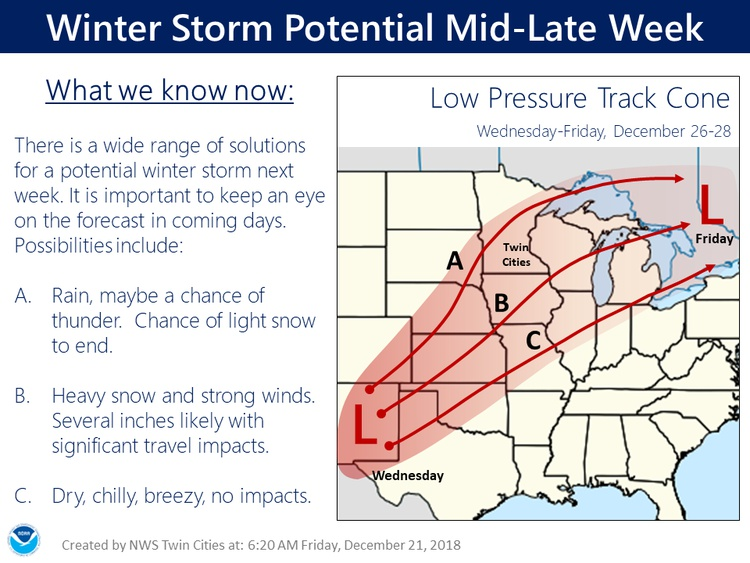 Winter Storm Potential Mid-Late Week
What we know now:
There is a wide range of solutions
for a potential winter storm next
week. It is important to keep an eye
on the forecast in coming days.
Possibilities include:
A. Rain, maybe a chance of
thunder. Chance of light snow
to end.
B. Heavy snow and strong winds.
Several inches likely with
significant travel impacts.
C. Dry, chilly, breezy, no impacts.
Low Pressure Track Cone
Wednesday-Friday, December 26-28
L
Friday
Twin
Cities
A
B
C
L
Wednesday
NOAA
Created by NWS Twin Cities at: 6:20 AM Friday, December 21, 2018